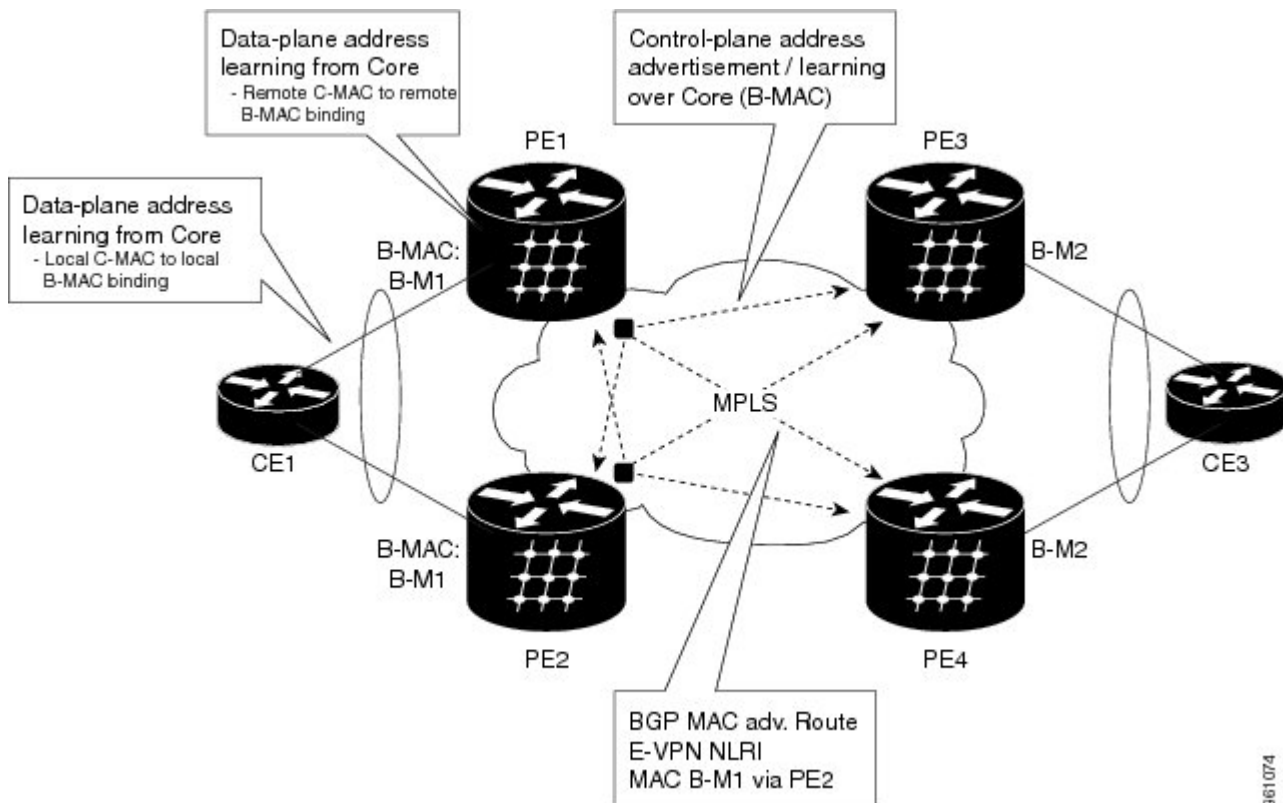 Data-plane address
learning from Core
- Remote C-MAC to remote
B-MAC binding
Control-plane address
advertisement / learning
over Core (B-MAC)
PE1
PE3
Data-plane address
learning from Core
- Local C-MAC to local
B-MAC binding
B-MAC:
B-M1
B-M2
MPLS
CE1
CE3
B-MAC:
B-M1
B-M2
PE2
PE4
BGP MAC adv. Route
E-VPN NLRI
MAC B-M1 via PE2
361074